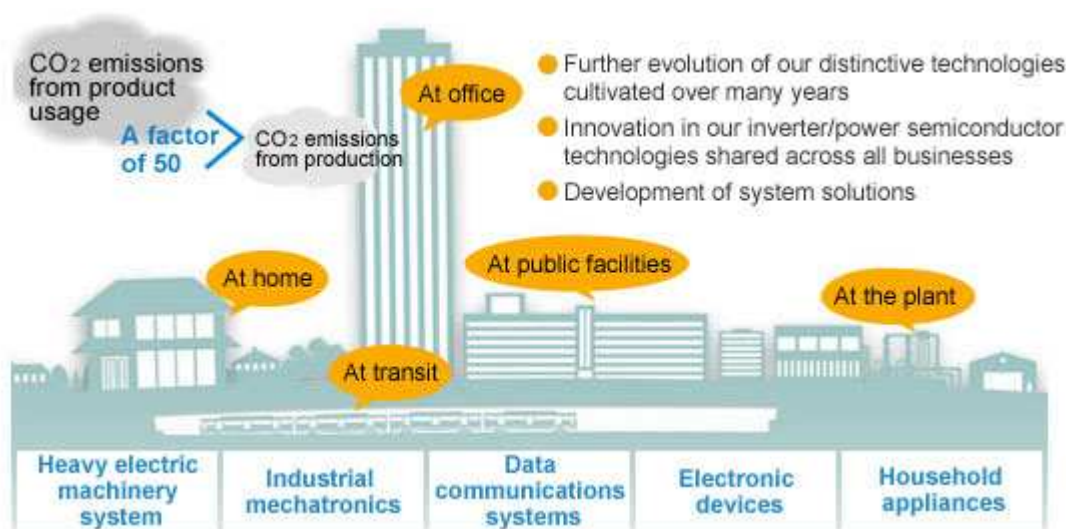 CO2 emissions
from product
usage
A factor
of 50
CO2 emissions
from production
At office
Further evolution of our distinctive technologies
cultivated over many years
Innovation in our inverter/power semiconductor
technologies shared across all businesses
Development of system solutions
At home
At public facilities
At the plant
At transit
Heavy electric
machinery
system
Industrial
mechatronics
Data
communications
systems
Electronic
devices
Household
appliances